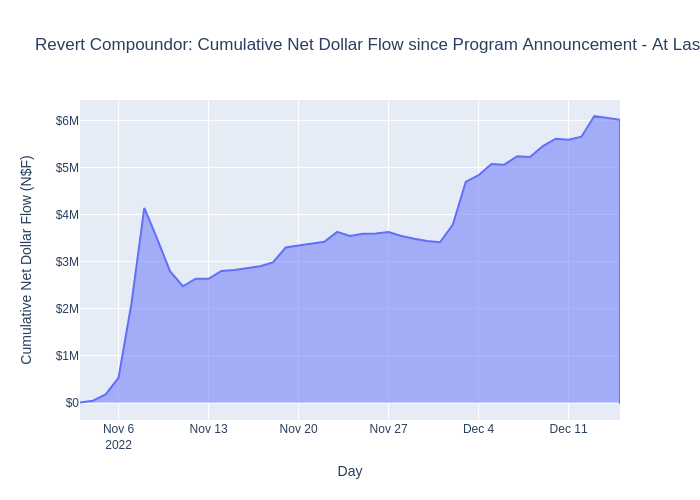 Revert Compoundor: Cumulative Net Dollar Flow since Program Announcement - At
Cumulative Net Dollar Flow (N$F)
$6M
$5M
$4M
$3M
$2M
$1M
$0
Nov 6 Nov 13 Nov 20 Nov 27 Dec 4 Dec 11
2022
Day